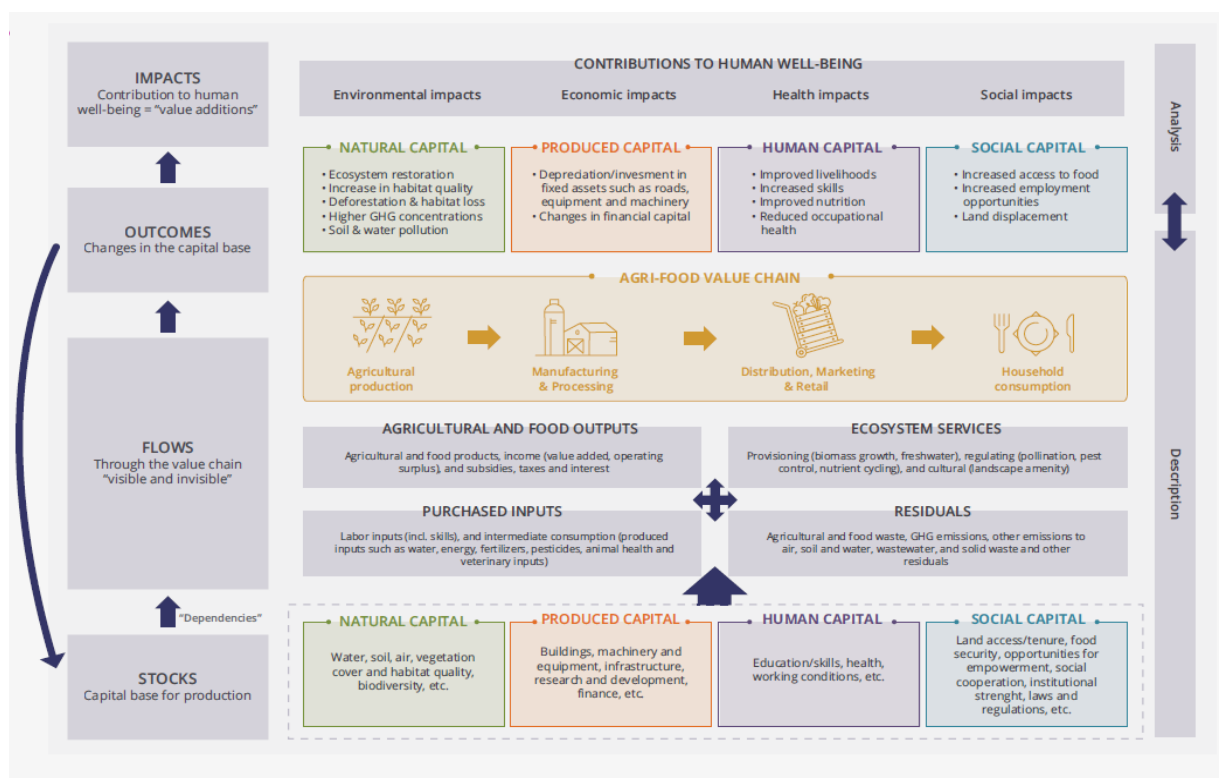 IMPACTS
Contribution to human
well-being = “value additions”
OUTCOMES
Changes in the capital base
FLOWS
Through the value chain
“visible and invisible”
“Dependencies”
STOCKS
Capital base for production
CONTRIBUTIONS TO HUMAN WELL-BEING
Environmental impacts
Economic impacts
Health impacts
Social impacts
NATURAL CAPITAL
• Ecosystem restoration
• Increase in habitat quality
• Deforestation & habitat loss
• Higher GHG concentrations
• Soil & water pollution
PRODUCED CAPITAL
• Depreciation/invesment in
fixed assets such as roads,
equipment and machinery
• Changes in financial capital
HUMAN CAPITAL
• Improved livelihoods
• Increased skills
• Improved nutrition
• Reduced occupational
health
SOCIAL CAPITAL
• Increased access to food
• Increased employment
opportunities
• Land displacement
AGRI-FOOD VALUE CHAIN
Agricultural
production
Manufacturing
& Processing
Distribution, Marketing
& Retail
Household
consumption
AGRICULTURAL AND FOOD OUTPUTS
Agricultural and food products, income (value added, operating
surplus), and subsidies, taxes and interest
ECOSYSTEM SERVICES
Provisioning (biomass growth, freshwater), regulating (pollination, pest
control, nutrient cycling), and cultural (landscape amenity)
PURCHASED INPUTS
Labor inputs (incl. skills), and intermediate consumption (produced
inputs such as water, energy, fertilizers, pesticides, animal health and
veterinary inputs)
RESIDUALS
Agricultural and food waste, GHG emissions, other emissions to
air, soil and water, wastewater, and solid waste and other
residuals
NATURAL CAPITAL
Water, soil, air, vegetation
cover and habitat quality,
biodiversity, etc.
PRODUCED CAPITAL
Buildings, machinery and
equipment, infrastructure,
research and development,
finance, etc.
HUMAN CAPITAL
Education/skills, health,
working conditions, etc.
SOCIAL CAPITAL
Land access/tenure, food
security, opportunities for
empowerment, social
cooperation, institutional
strenght, laws and
regulations, etc.
Analysis
Description